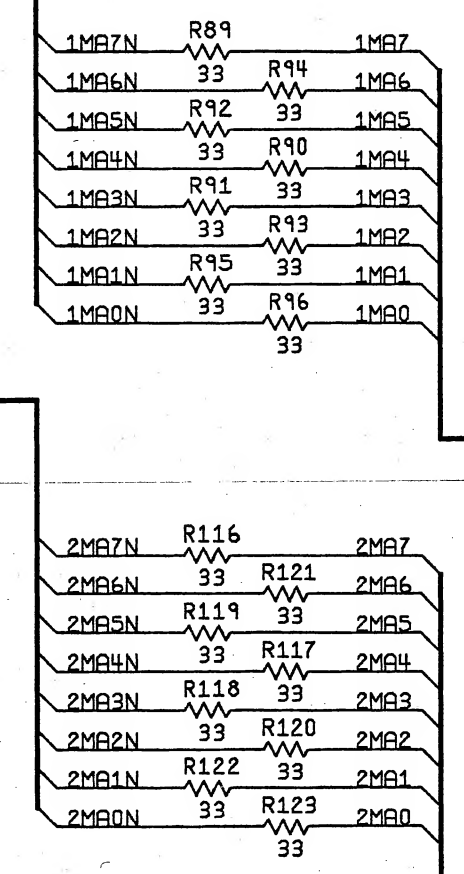 R89
1MA7N 1MA7
33 R94
1MA6N 1MA6
R92 33
1MA5N 1MA5
33 R90
1MA4N 1MA4
R91 33
1MA3N 1MA3
33 R93
1MA2N 1MA2
R95 33
1MA1N 1MA1
33 R96
1MA0N 1MA0
33
R116
2MA7N 2MA7
33 R121
2MA6N 2MA6
R119 33
2MA5N 2MA5
33 R117
2MA4N 2MA4
R118 33
2MA3N 2MA3
33 R120
2MA2N 2MA2
R122 33
2MA1N 2MA1
33 R123
2MA0N 2MA0
33